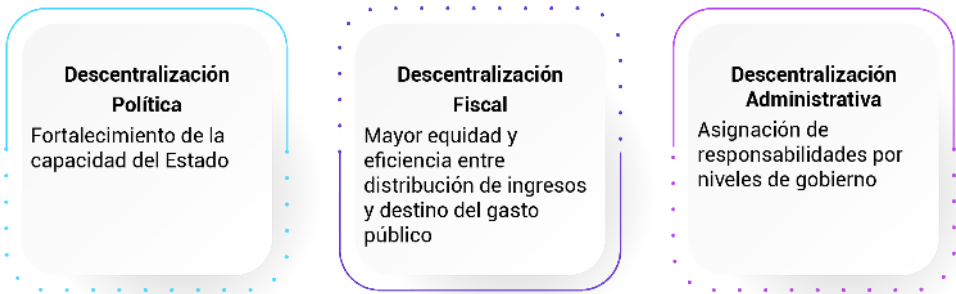 Descentralización
Política
Fortalecimiento de la
capacidad del Estado
Descentralización
Fiscal
Mayor equidad y
eficiencia entre
distribución de ingresos
y destino del gasto
público
Descentralización
Administrativa
Asignación de
responsabilidades por
niveles de gobierno